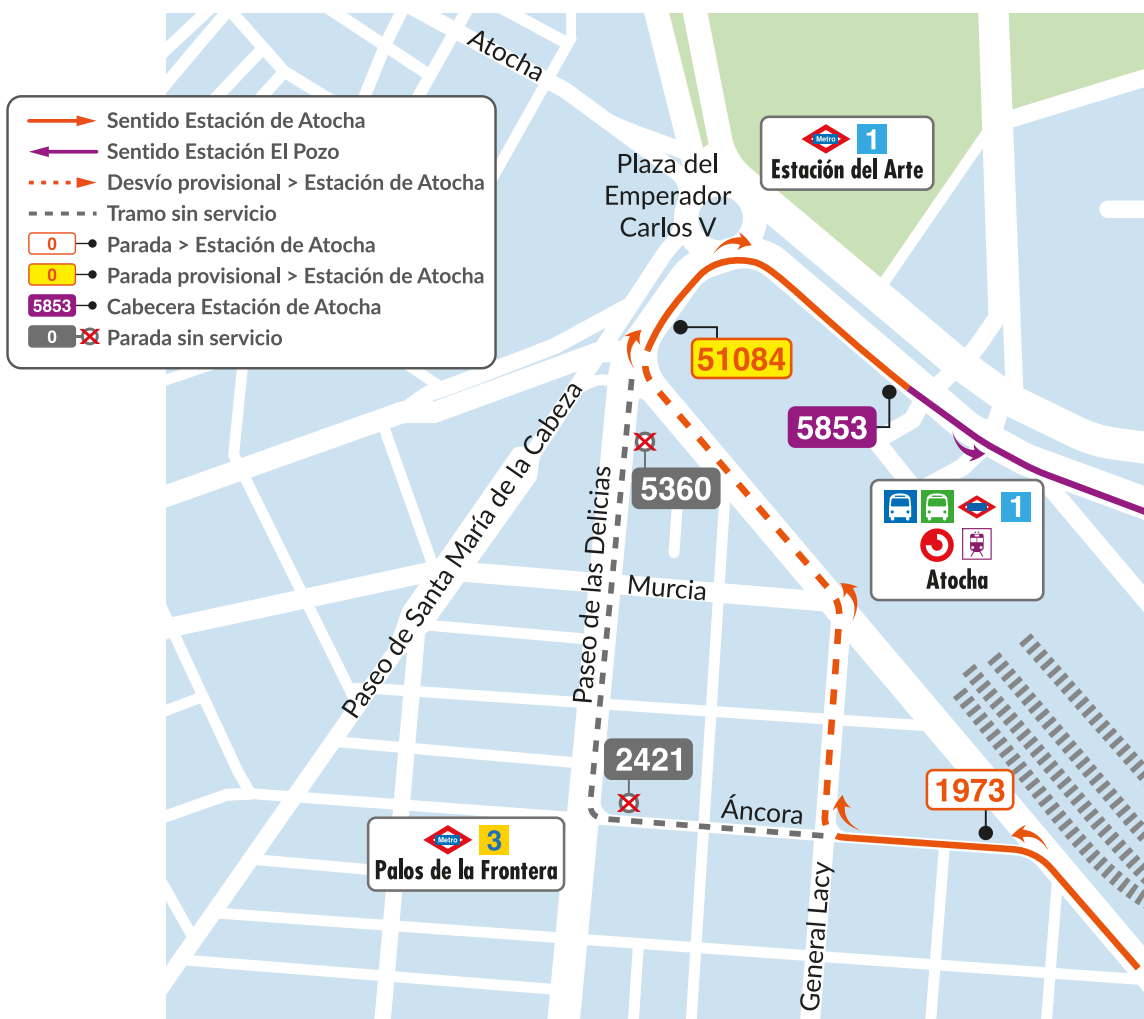 Sentido Estación de Atocha
Sentido Estación El Pozo
Desvío provisional > Estación de Atocha
Tramo sin servicio
0 Parada > Estación de Atocha
0 Parada provisional > Estación de Atocha
5853 Cabecera Estación de Atocha
0 Parada sin servicio
Atocha
Metro 1
Estación del Arte
Plaza del
Emperador
Carlos V
51084
5853
5360
1
Atocha
Paseo de Santa María de la Cabeza
Paseo de las Delicias
Murcia
2421
Áncora
1973
Metro 3
Palos de la Frontera
General Lacy